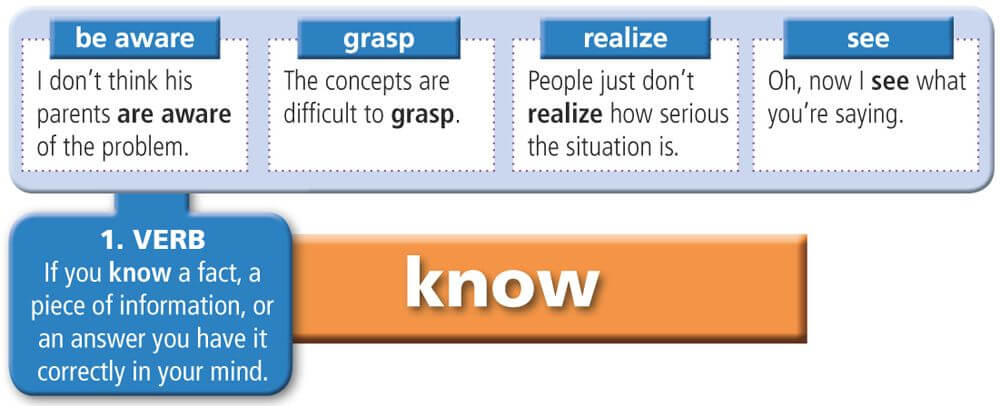 be aware
I don’t think his
parents are aware
of the problem.
grasp
The concepts are
difficult to grasp.
realize
People just don’t
realize how serious
the situation is.
see
Oh, now I see what
you’re saying.
1. VERB
If you know a fact, a
piece of information, or
an answer you have it
correctly in your mind.
know